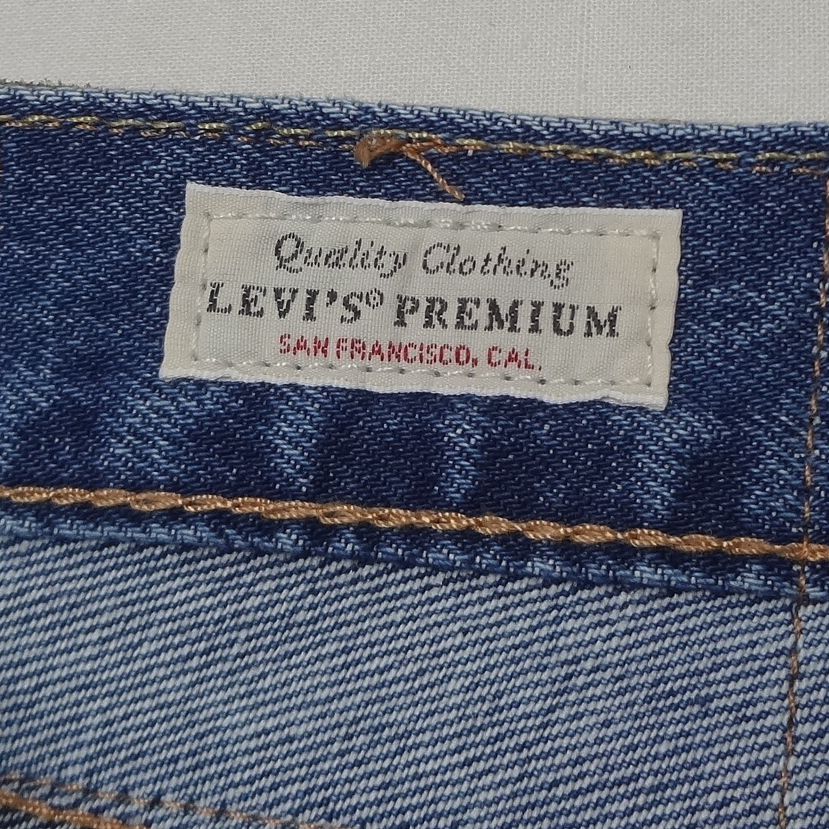 Quality Clothing
LEVI'S® PREMIUM
SAN FRANCISCO, CAL.